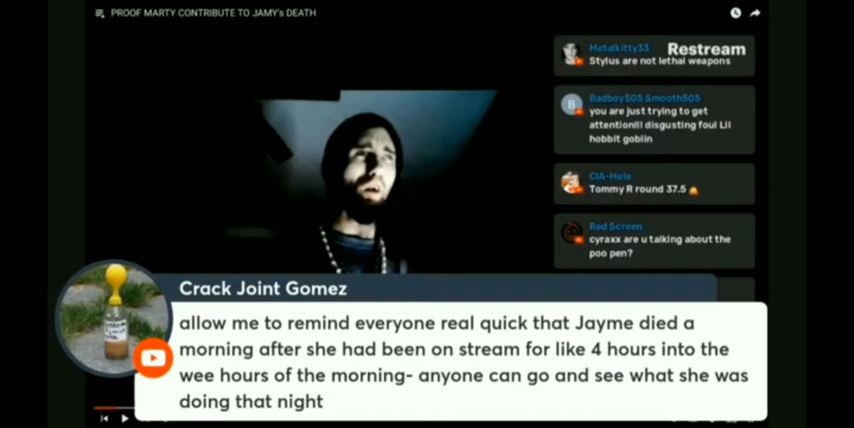 PROOF MARTY CONTRIBUTE TO JAMY's DEATH
Metalkitty33
Restream
Stylus are not lethal weapons
B
Badboy505 Smooth505
you are just trying to get
attention!!! disgusting foul Lil
hobbit goblin
CIA-Hole
Tommy R round 37.5
Red Screen
cyraxx are u talking about the
poo pen?
Crack Joint Gomez
allow me to remind everyone real quick that Jayme died a
morning after she had been on stream for like 4 hours into the
wee hours of the morning- anyone can go and see what she was
doing that night